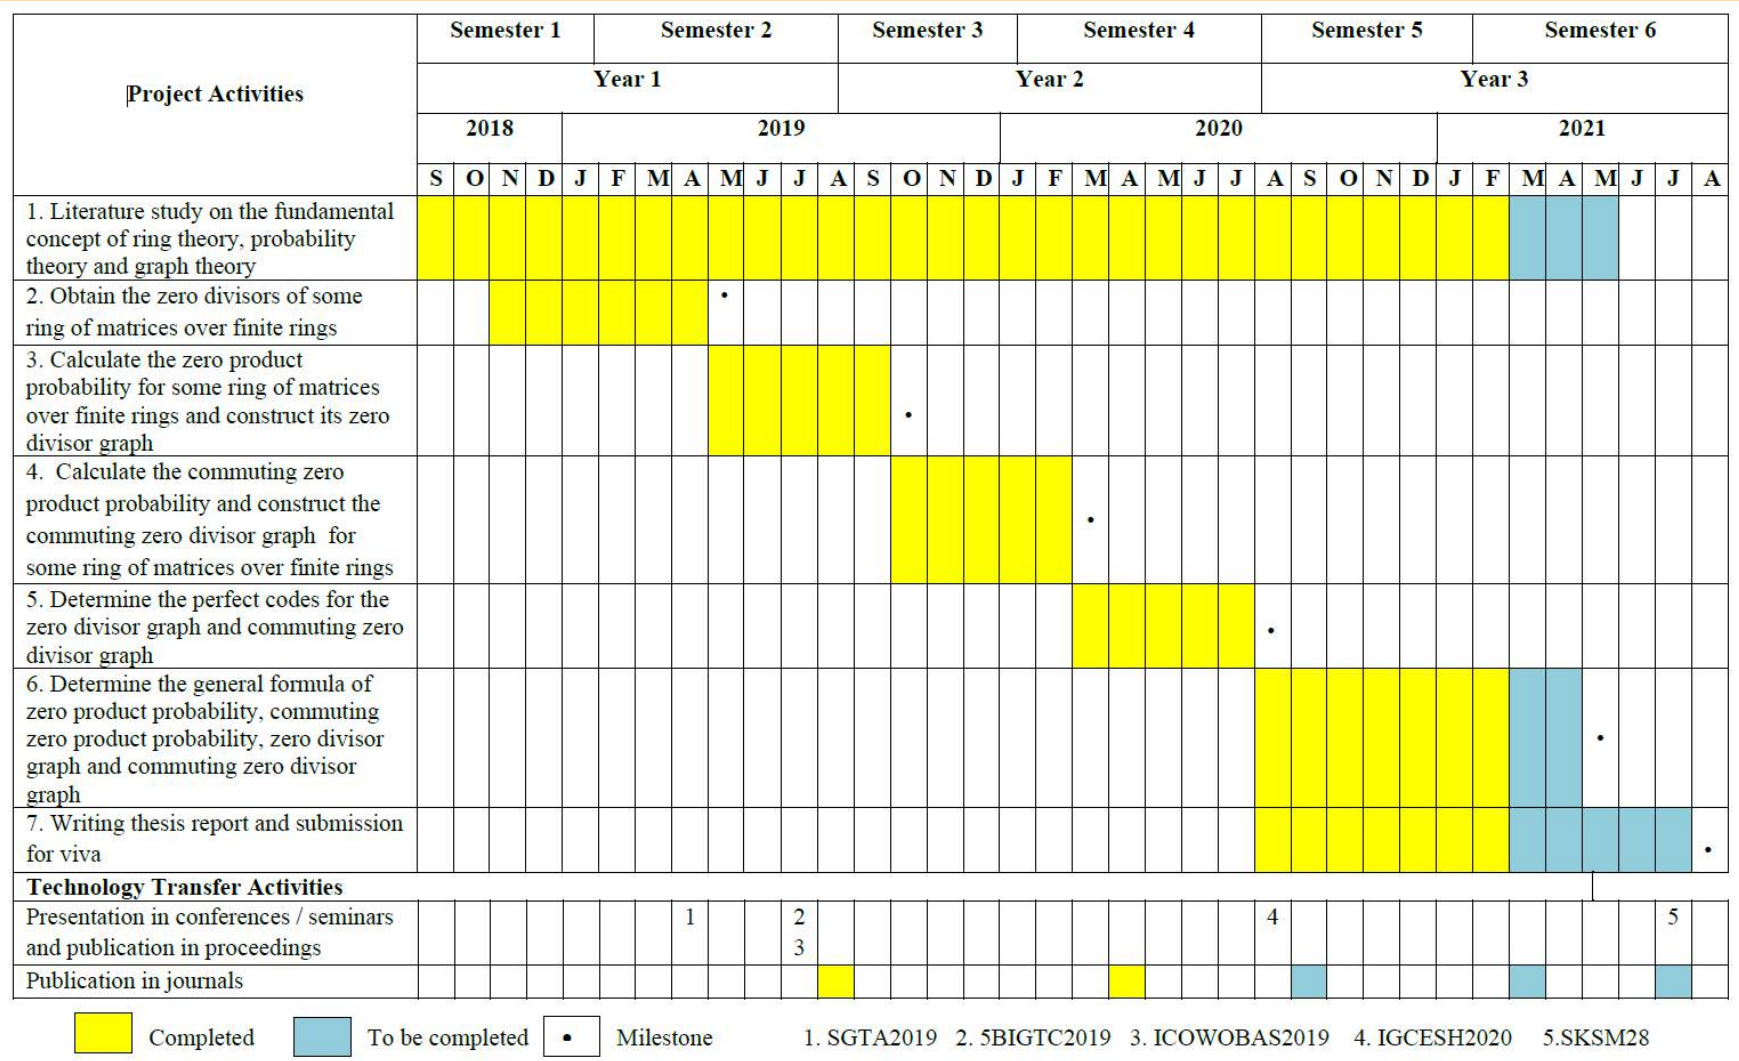 Project Activities
Semester 1 Semester 2 Semester 3 Semester 4 Semester 5 Semester 6
Year 1 Year 2 Year 3
2018 2019 2020 2021
S O N D J F M A M J J A S O N D J F M A M J J A S O N D J F M A M J J A
1. Literature study on the fundamental
concept of ring theory, probability
theory and graph theory
2. Obtain the zero divisors of some
ring of matrices over finite rings
3. Calculate the zero product
probability for some ring of matrices
over finite rings and construct its zero
divisor graph
4. Calculate the commuting zero
product probability and construct the
commuting zero divisor graph for
some ring of matrices over finite rings
5. Determine the perfect codes for the
zero divisor graph and commuting zero
divisor graph
6. Determine the general formula of
zero product probability, commuting
zero product probability, zero divisor
graph and commuting zero divisor
graph
7. Writing thesis report and submission
for viva
Technology Transfer Activities
Presentation in conferences / seminars 1 2 4 5
and publication in proceedings 3
Publication in journals
Completed To be completed • Milestone 1. SGTA2019 2. 5BIGTC2019 3. ICOWOBAS2019 4. IGCESH2020 5.SKSM28